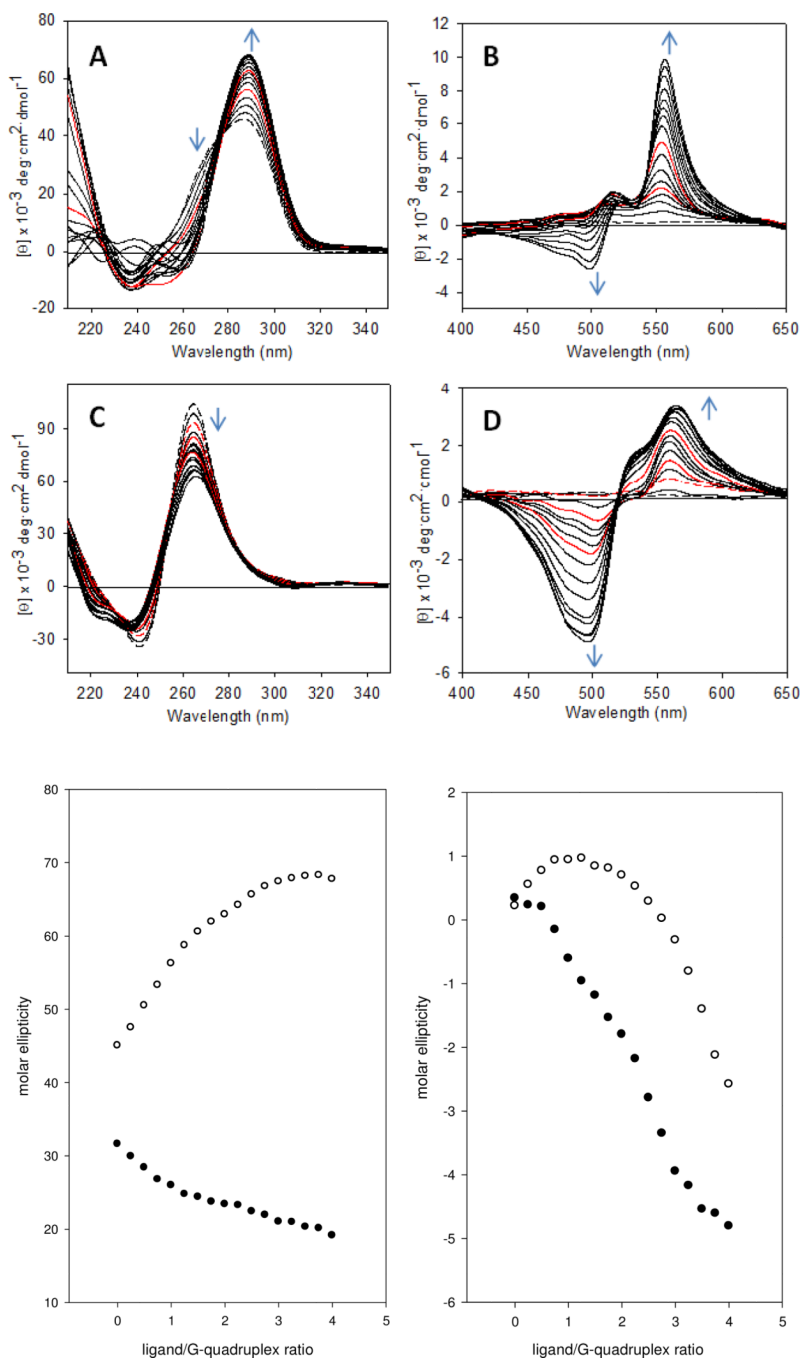 A
80
60
40
20
0
-20
[θ] x 10⁻³ deg·cm²·dmol⁻¹
220 240 260 280 300 320 340
Wavelength (nm)
B
12
10
8
6
4
2
0
-2
-4
[θ] x 10⁻³ deg·cm²·dmol⁻¹
400 450 500 550 600 650
Wavelength (nm)
C
90
60
30
0
-30
[θ] x 10⁻³ deg·cm² dmol⁻¹
220 240 260 280 300 320 340
Wavelength (nm)
D
4
2
0
-2
-4
-6
[θ] x 10⁻³ deg·cm²·cmol⁻¹
400 450 500 550 600 650
Wavelength (nm)
80
70
60
50
40
30
20
10
molar ellipticity
0 1 2 3 4 5
ligand/G-quadruplex ratio
2
1
0
-1
-2
-3
-4
-5
-6
molar ellipticity
0 1 2 3 4 5
ligand/G-quadruplex ratio